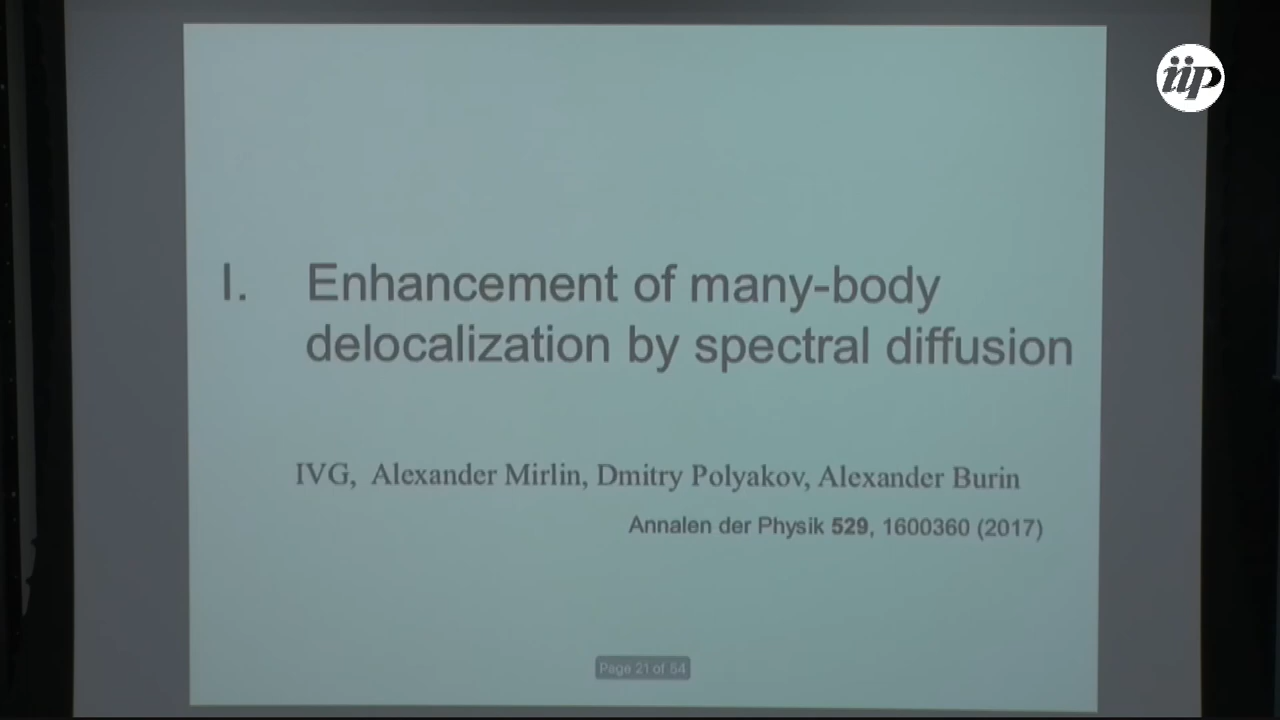 iip
I. Enhancement of many-body
delocalization by spectral diffusion
IVG, Alexander Mirlin, Dmitry Polyakov, Alexander Burin
Annalen der Physik 529, 1600360 (2017)
Page 21 of 54